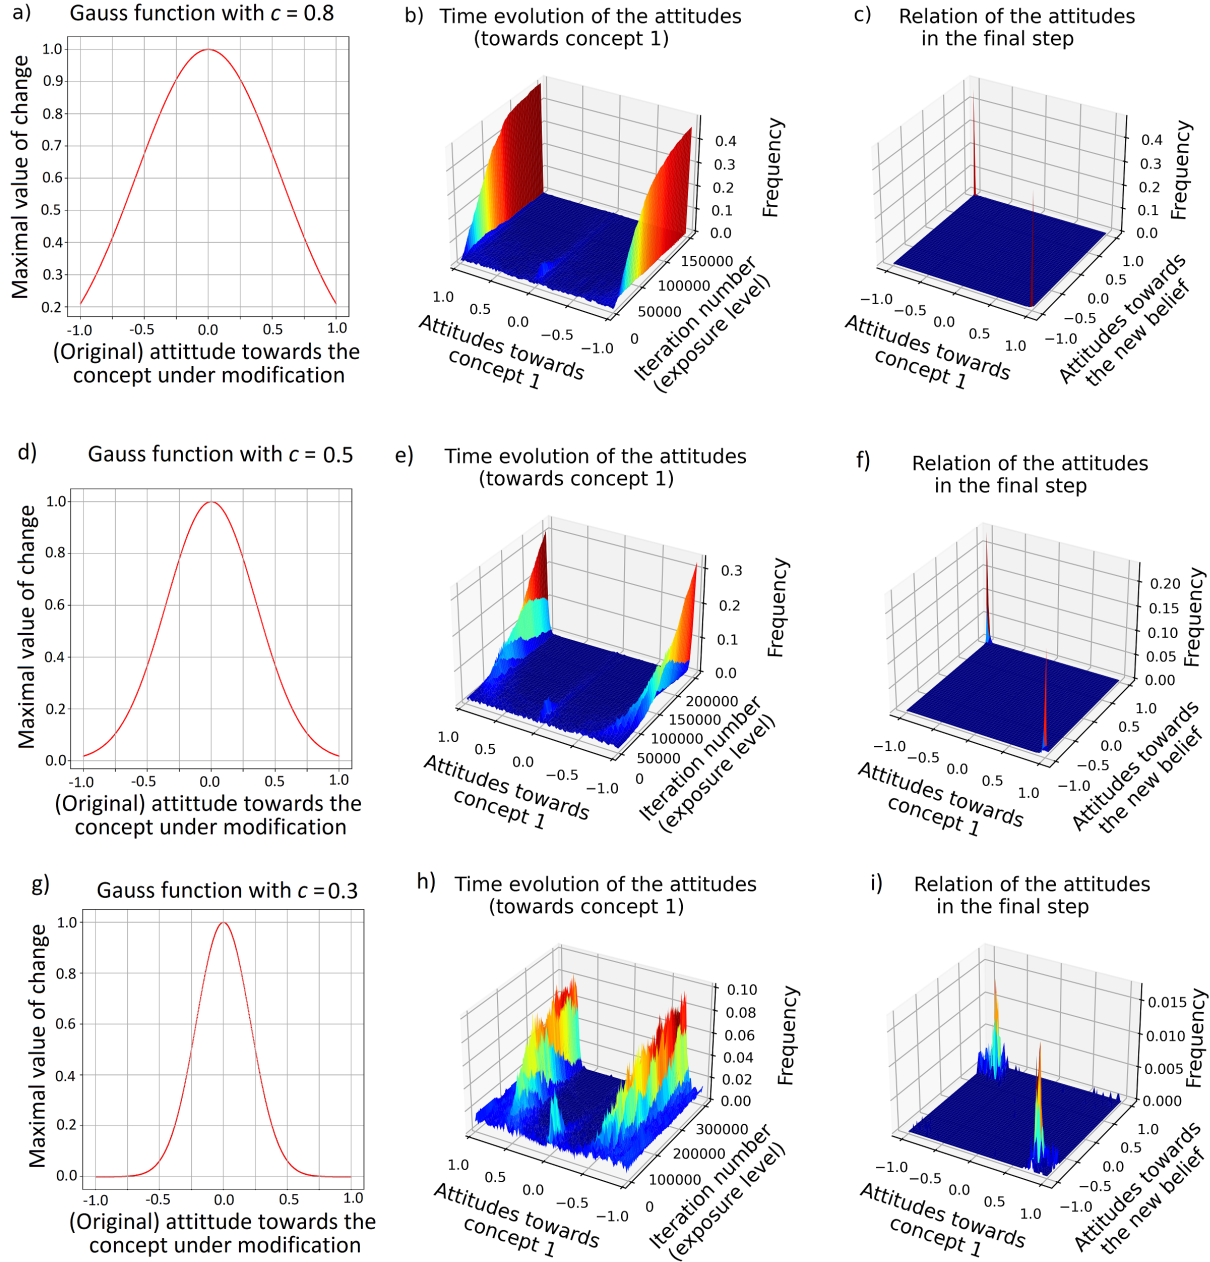 a) Gauss function with c = 0.8
Maximal value of change
1.0
0.9
0.8
0.7
0.6
0.5
0.4
0.3
0.2
-1.0 -0.5 0.0 0.5 1.0
(Original) attittude towards the
concept under modification
b) Time evolution of the attitudes
(towards concept 1)
0.4
0.3
0.2
0.1
0.0
Frequency
150000
100000
50000
0
Iteration number
(exposure level)
1.0 0.5 0.0 −0.5 −1.0
Attitudes towards
concept 1
c) Relation of the attitudes
in the final step
0.4
0.3
0.2
0.1
0.0
Frequency
1.0
0.5
0.0
−0.5
−1.0
Attitudes towards
the new belief
−1.0 −0.5 0.0 0.5 1.0
Attitudes towards
concept 1
d) Gauss function with c = 0.5
Maximal value of change
1.0
0.8
0.6
0.4
0.2
0.0
-1.0 -0.5 0.0 0.5 1.0
(Original) attittude towards the
concept under modification
e) Time evolution of the attitudes
(towards concept 1)
0.3
0.2
0.1
0.0
Frequency
200000
150000
100000
50000
0
Iteration number
(exposure level)
1.0 0.5 0.0 −0.5 −1.0
Attitudes towards
concept 1
f) Relation of the attitudes
in the final step
0.20
0.15
0.10
0.05
0.00
Frequency
1.0
0.5
0.0
−0.5
−1.0
Attitudes towards
the new belief
−1.0 −0.5 0.0 0.5 1.0
Attitudes towards
concept 1
g) Gauss function with c = 0.3
Maximal value of change
1.0
0.8
0.6
0.4
0.2
0.0
-1.0 -0.5 0.0 0.5 1.0
(Original) attittude towards the
concept under modification
h) Time evolution of the attitudes
(towards concept 1)
0.10
0.08
0.06
0.04
0.02
0.00
Frequency
300000
200000
100000
0
Iteration number
(exposure level)
1.0 0.5 0.0 −0.5 −1.0
Attitudes towards
concept 1
i) Relation of the attitudes
in the final step
0.015
0.010
0.005
0.000
Frequency
1.0
0.5
0.0
−0.5
−1.0
Attitudes towards
the new belief
−1.0 −0.5 0.0 0.5 1.0
Attitudes towards
concept 1